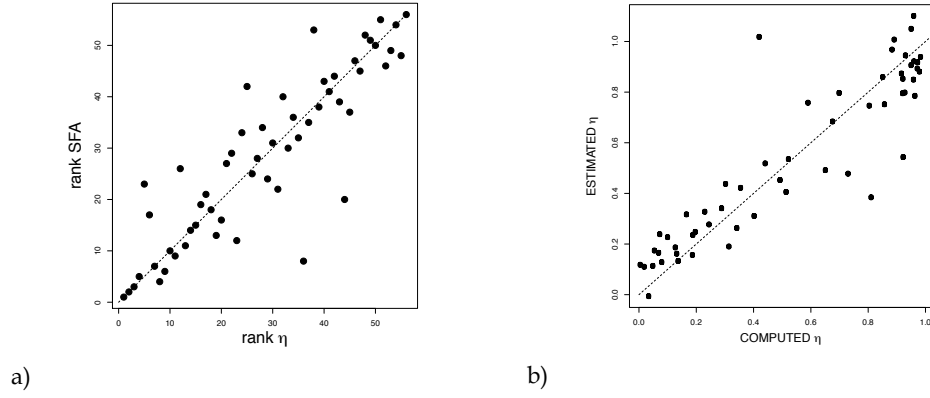 50
40
30
20
10
0
rank SFA
0 10 20 30 40 50
rank η
a)
1.0
0.8
0.6
0.4
0.2
0.0
ESTIMATED η
0.0 0.2 0.4 0.6 0.8 1.0
COMPUTED η
b)